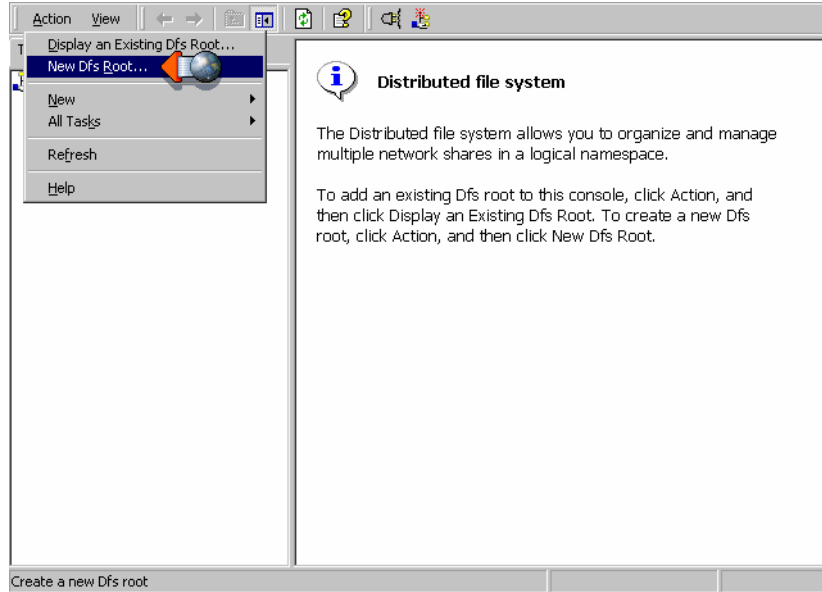 Action View
T
Display an Existing Dfs Root...
New Dfs Root...
New
All Tasks
Refresh
Help
Distributed file system
The Distributed file system allows you to organize and manage
multiple network shares in a logical namespace.
To add an existing Dfs root to this console, click Action, and
then click Display an Existing Dfs Root. To create a new Dfs
root, click Action, and then click New Dfs Root.
Create a new Dfs root